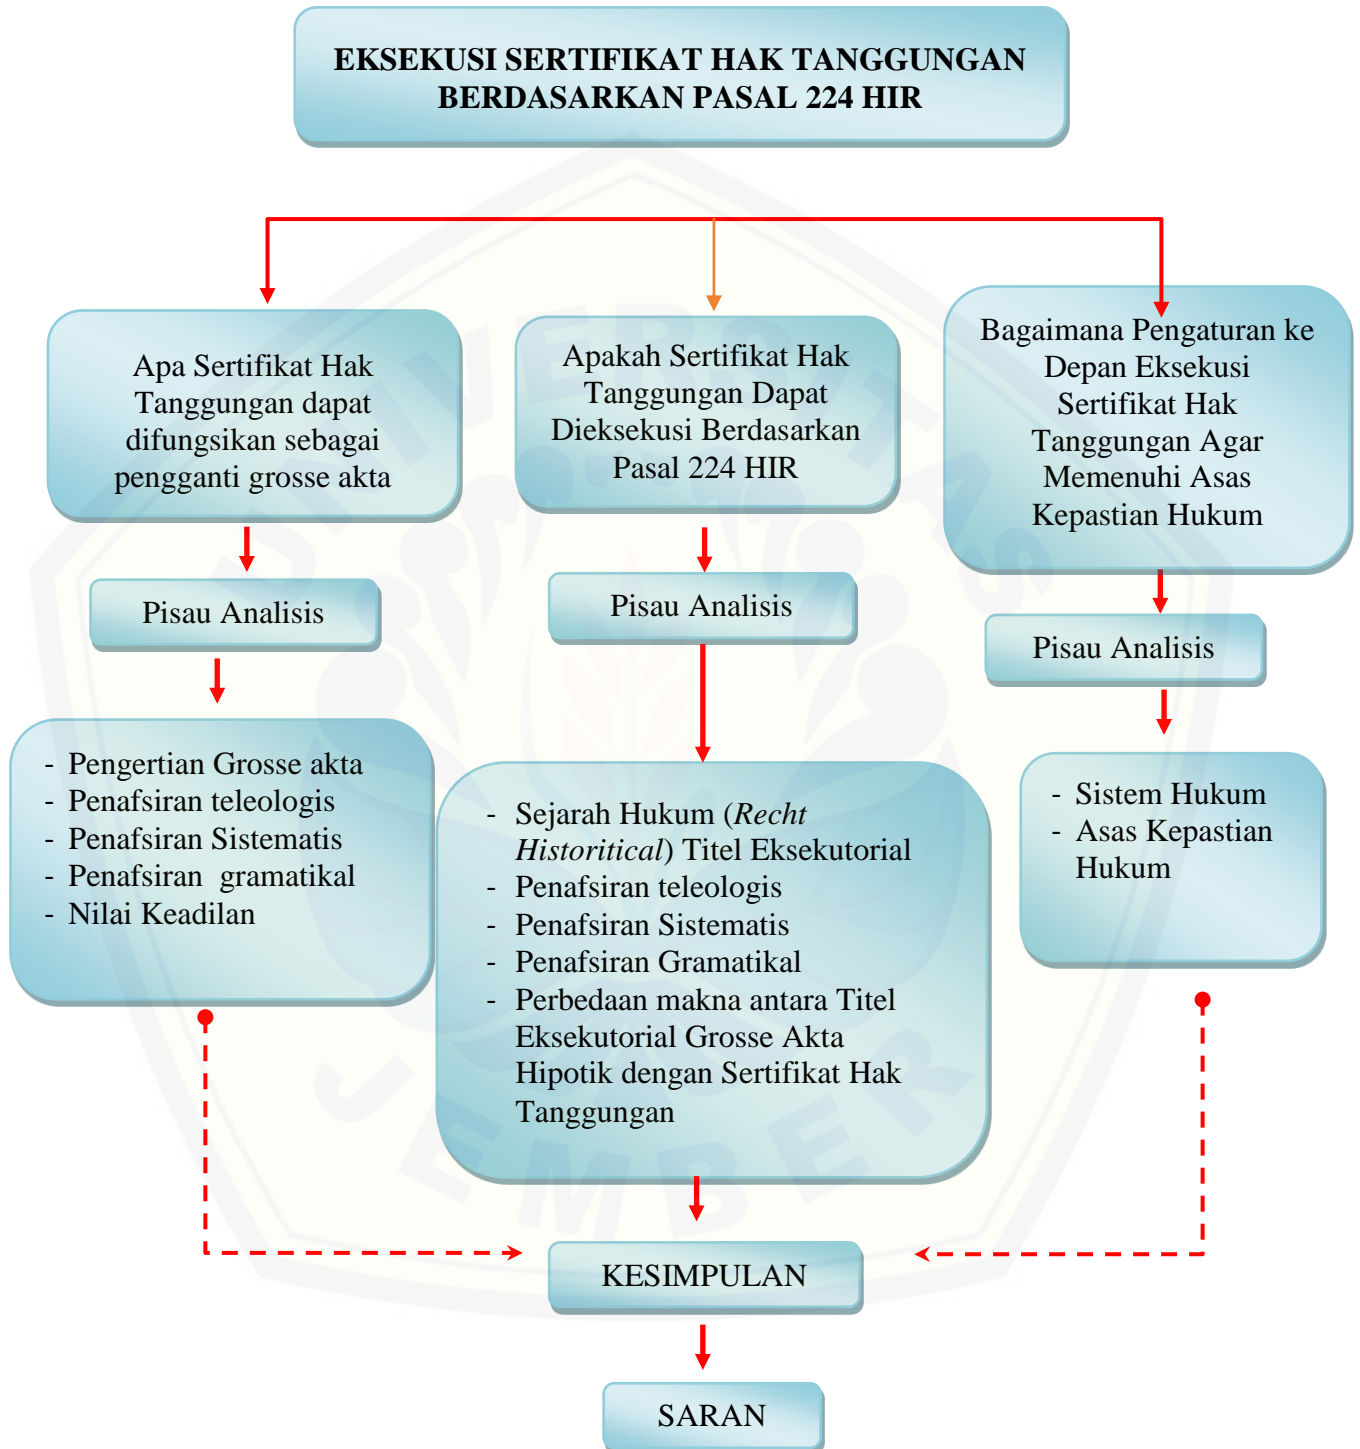 EKSEKUSI SERTIFIKAT HAK TANGGUNGAN
BERDASARKAN PASAL 224 HIR
Apa Sertifikat Hak
Tanggungan dapat
difungsikan sebagai
pengganti grosse akta
Apakah Sertifikat Hak
Tanggungan Dapat
Dieksekusi Berdasarkan
Pasal 224 HIR
Bagaimana Pengaturan ke
Depan Eksekusi
Sertifikat Hak
Tanggungan Agar
Memenuhi Asas
Kepastian Hukum
Pisau Analisis
Pisau Analisis
Pisau Analisis
- Pengertian Grosse akta
- Penafsiran teleologis
- Penafsiran Sistematis
- Penafsiran gramatikal
- Nilai Keadilan
- Sejarah Hukum (Recht
Historitical) Titel Eksekutorial
- Penafsiran teleologis
- Penafsiran Sistematis
- Penafsiran Gramatikal
- Perbedaan makna antara Titel
Eksekutorial Grosse Akta
Hipotik dengan Sertifikat Hak
Tanggungan
- Sistem Hukum
- Asas Kepastian
Hukum
KESIMPULAN
SARAN
UNIVERSITAS
JEMBER